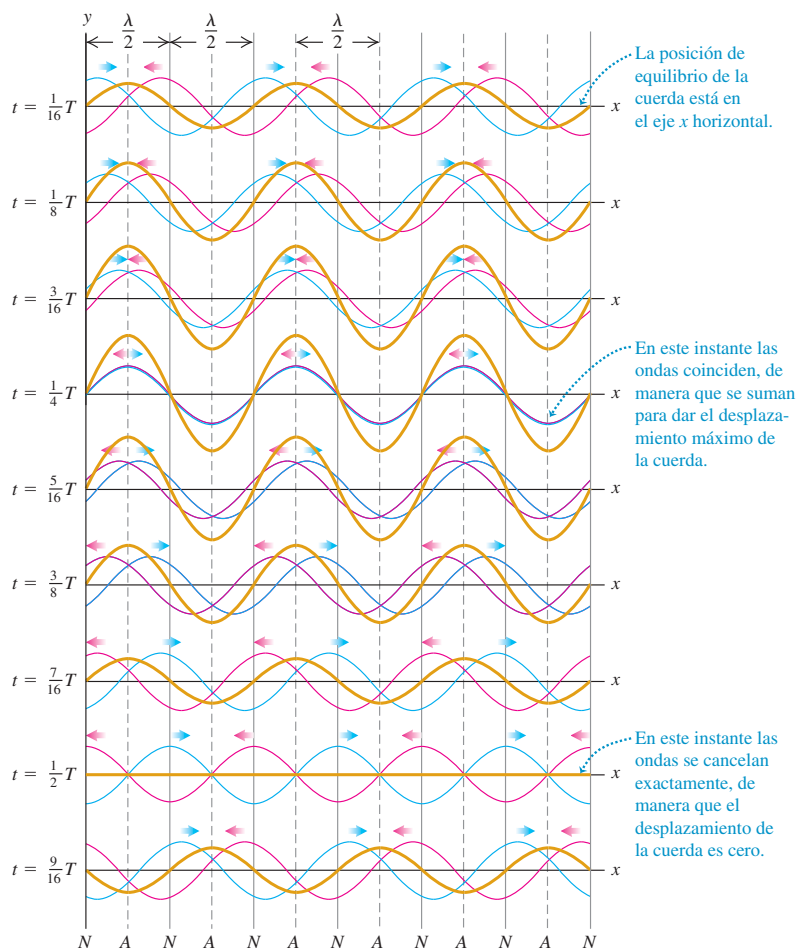 y
λ/2 λ/2 λ/2
t = 1/16 T x
La posición de
equilibrio de la
cuerda está en
el eje x horizontal.
t = 1/8 T x
t = 3/16 T x
t = 1/4 T x
En este instante las
ondas coinciden, de
manera que se suman
para dar el desplaza-
miento máximo de
la cuerda.
t = 5/16 T x
t = 3/8 T x
t = 7/16 T x
t = 1/2 T x
En este instante las
ondas se cancelan
exactamente, de
manera que el
desplazamiento de
la cuerda es cero.
t = 9/16 T x
N A N A N A N A N A N A N